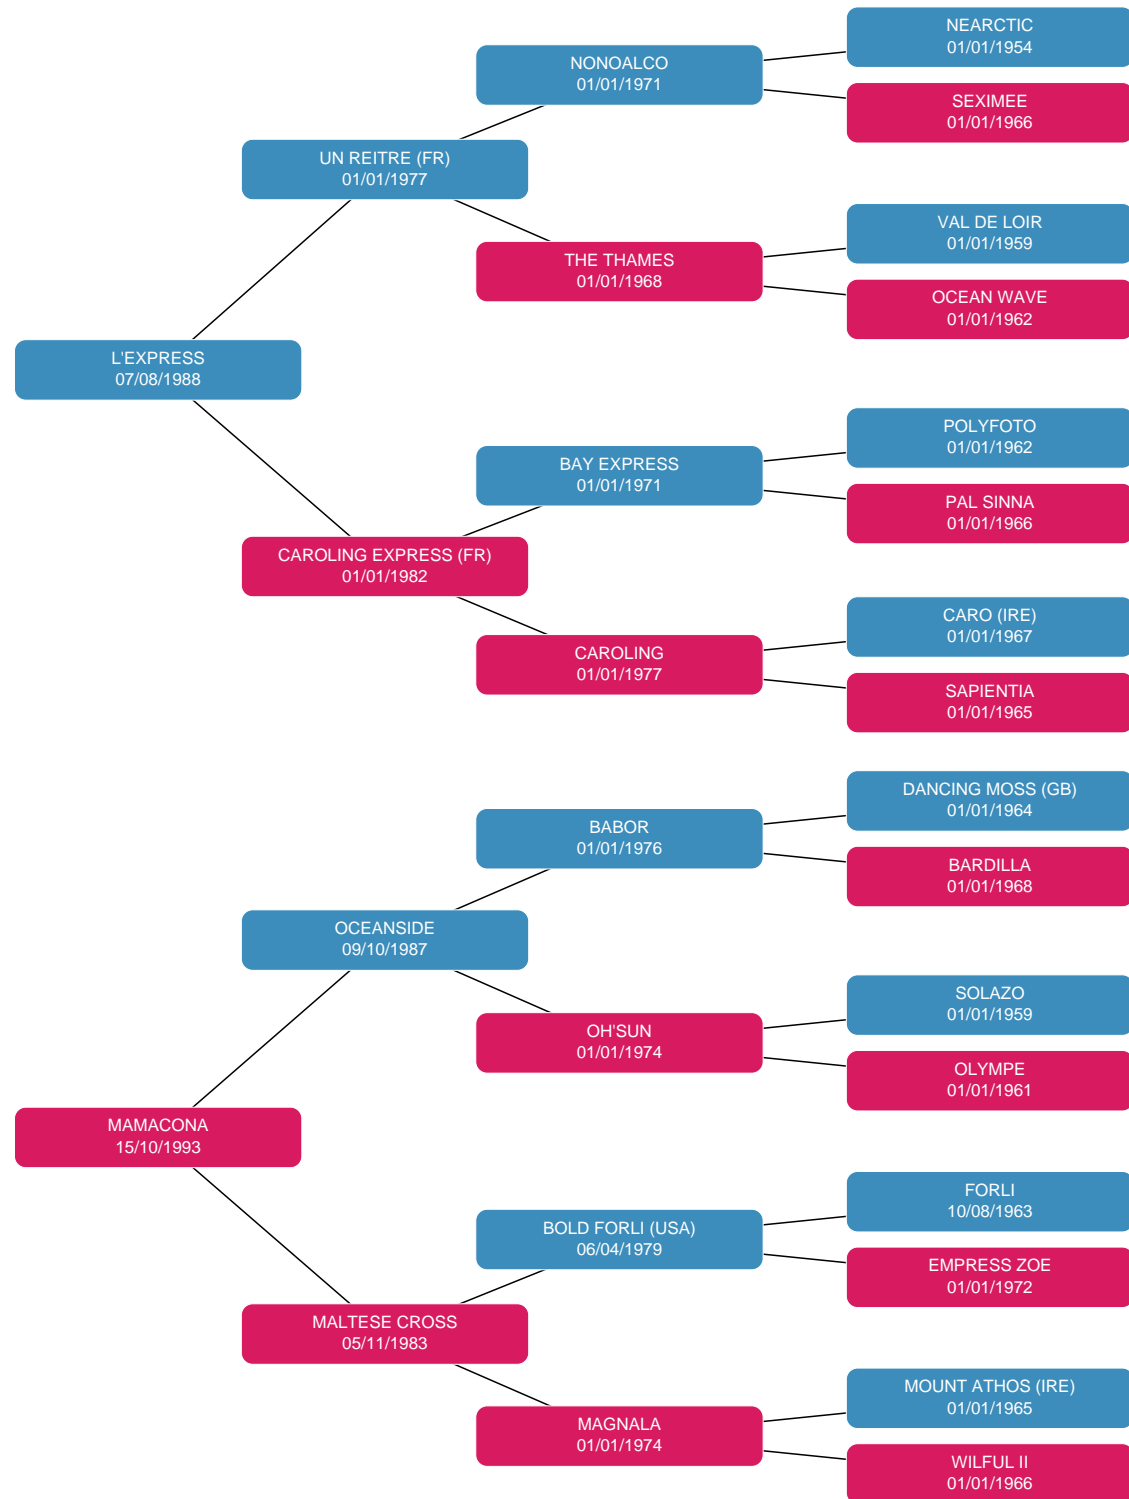 NEARCTIC
01/01/1954
NONOALCO
01/01/1971
SEXIMEE
01/01/1966
UN REITRE (FR)
01/01/1977
VAL DE LOIR
01/01/1959
THE THAMES
01/01/1968
OCEAN WAVE
01/01/1962
L'EXPRESS
07/08/1988
POLYFOTO
01/01/1962
BAY EXPRESS
01/01/1971
PAL SINNA
01/01/1966
CAROLING EXPRESS (FR)
01/01/1982
CARO (IRE)
01/01/1967
CAROLING
01/01/1977
SAPIENTIA
01/01/1965
DANCING MOSS (GB)
01/01/1964
BABOR
01/01/1976
BARDILLA
01/01/1968
OCEANSIDE
09/10/1987
SOLAZO
01/01/1959
OH'SUN
01/01/1974
OLYMPE
01/01/1961
MAMACONA
15/10/1993
FORLI
10/08/1963
BOLD FORLI (USA)
06/04/1979
EMPRESS ZOE
01/01/1972
MALTESE CROSS
05/11/1983
MOUNT ATHOS (IRE)
01/01/1965
MAGNALA
01/01/1974
WILFUL II
01/01/1966